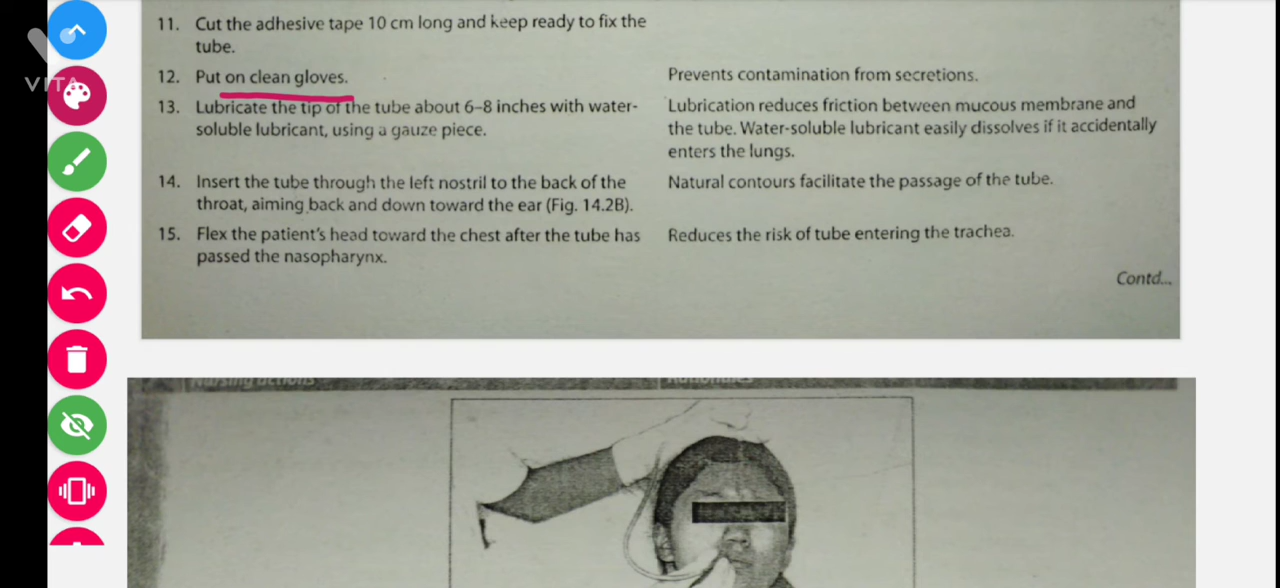 VITA
11. Cut the adhesive tape 10 cm long and keep ready to fix the
tube.
12. Put on clean gloves.
Prevents contamination from secretions.
13. Lubricate the tip of the tube about 6–8 inches with water-
soluble lubricant, using a gauze piece.
Lubrication reduces friction between mucous membrane and
the tube. Water-soluble lubricant easily dissolves if it accidentally
enters the lungs.
14. Insert the tube through the left nostril to the back of the
throat, aiming back and down toward the ear (Fig. 14.2B).
Natural contours facilitate the passage of the tube.
15. Flex the patient's head toward the chest after the tube has
passed the nasopharynx.
Reduces the risk of tube entering the trachea.
Contd...
Nursing actions
Rationales